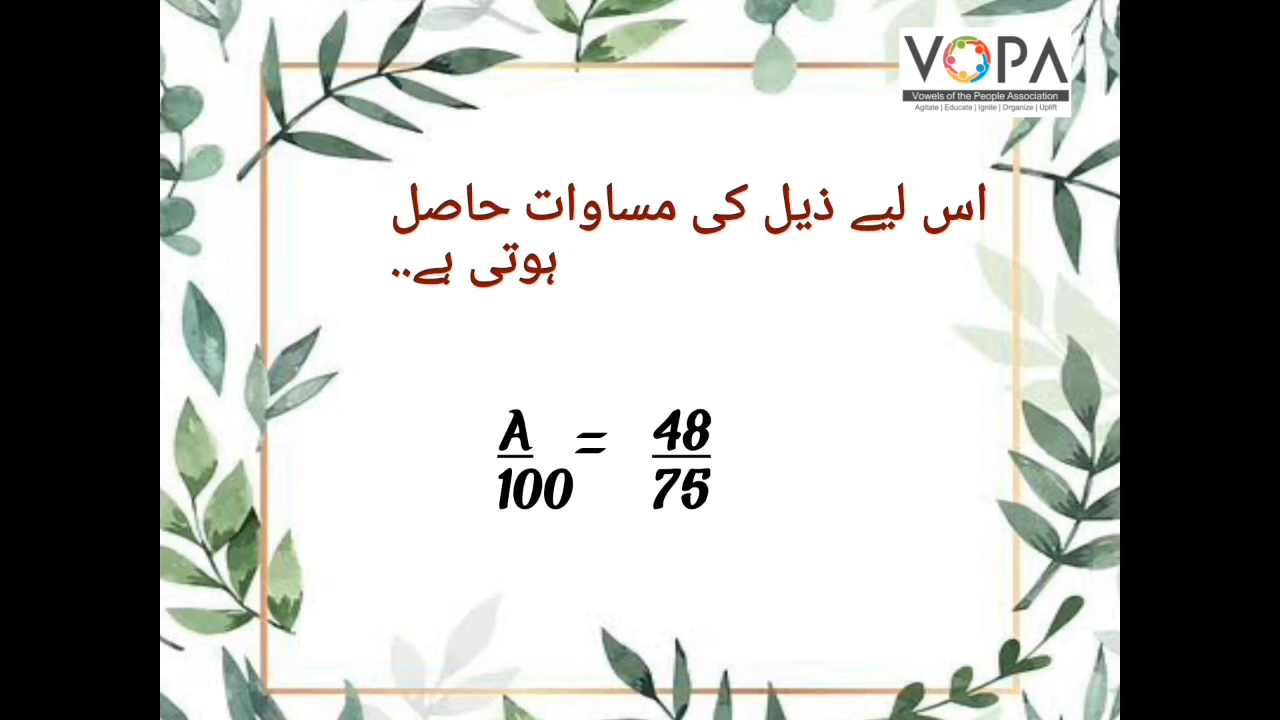 VOPA
Vowels of the People Association
Agitate | Educate | Ignite | Organize | Uplift
اس لیے ذیل کی مساوات حاصل
ہوتی ہے..
A = 48
100 75